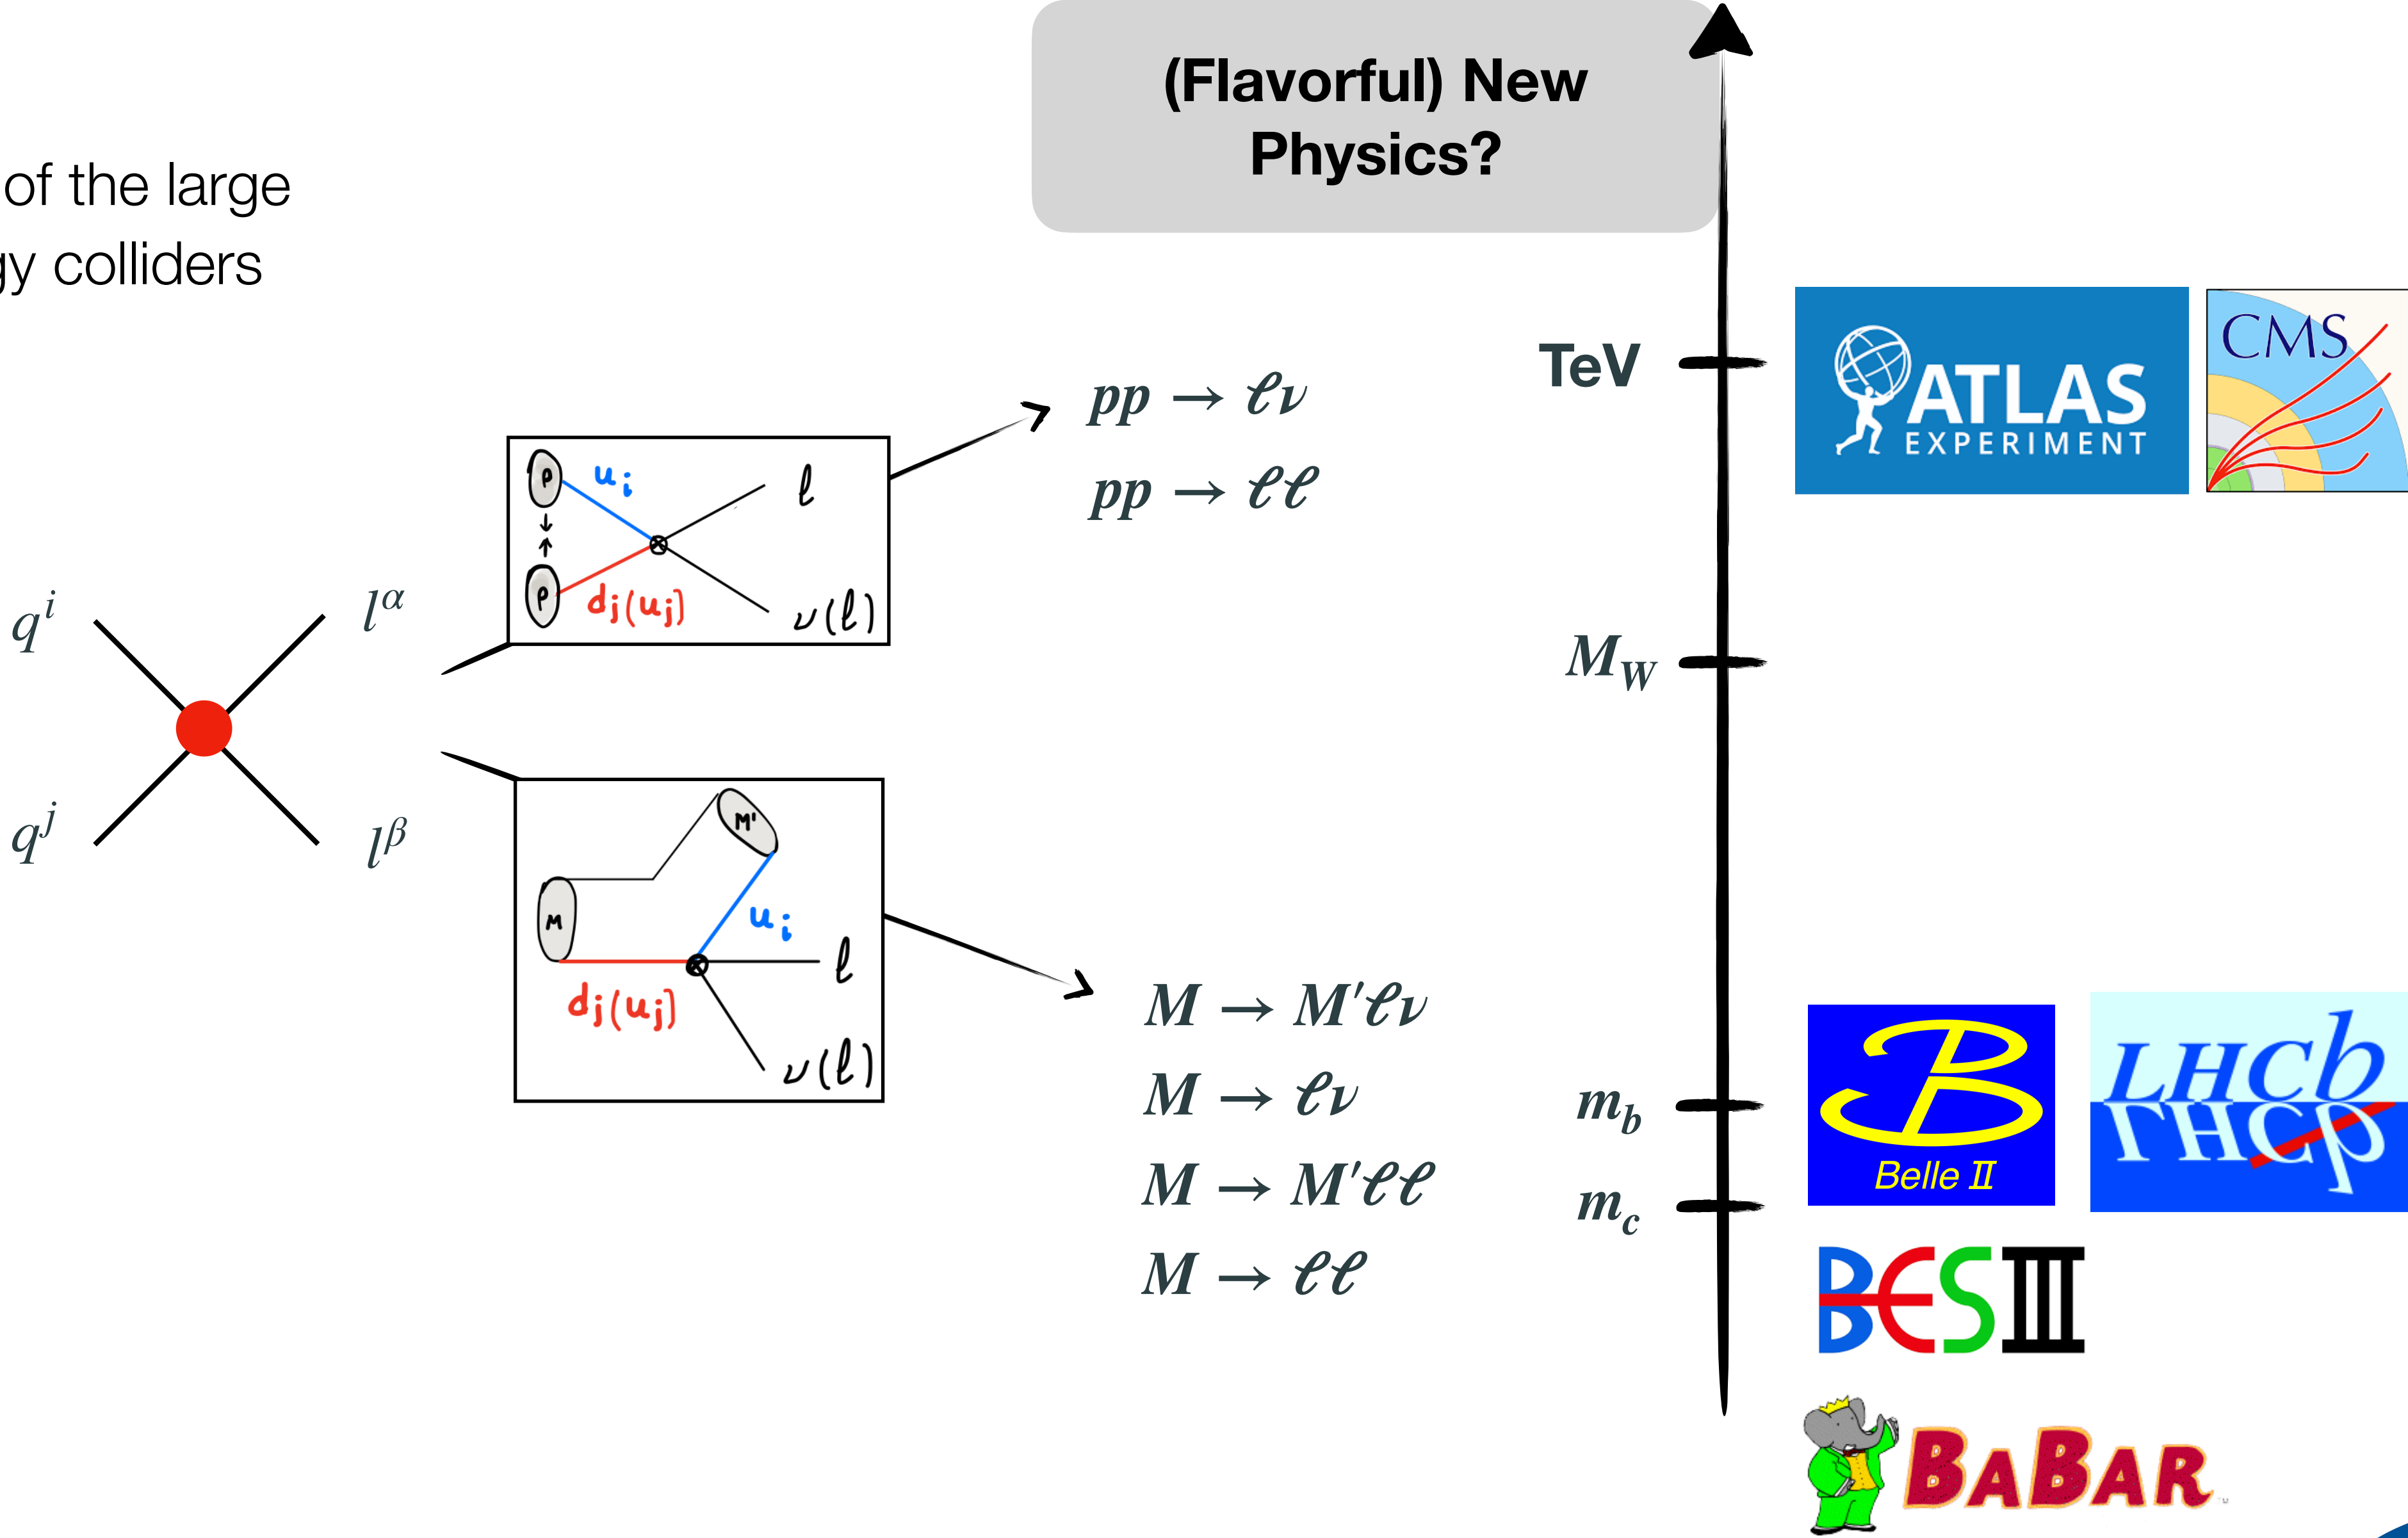 (Flavorful) New
Physics?
of the large
gy colliders
TeV
ATLAS
EXPERIMENT
CMS
pp → ℓν
pp → ℓℓ
p
u_i
l
p
d_j(u_j)
ν(l)
q^i
l^α
q^j
l^β
M_W
M'
M
u_i
l
d_j(u_j)
ν(l)
M → M'ℓν
M → ℓν
M → M'ℓℓ
M → ℓℓ
m_b
m_c
B
Belle II
LHCb
LHCp
BESIII
BABAR